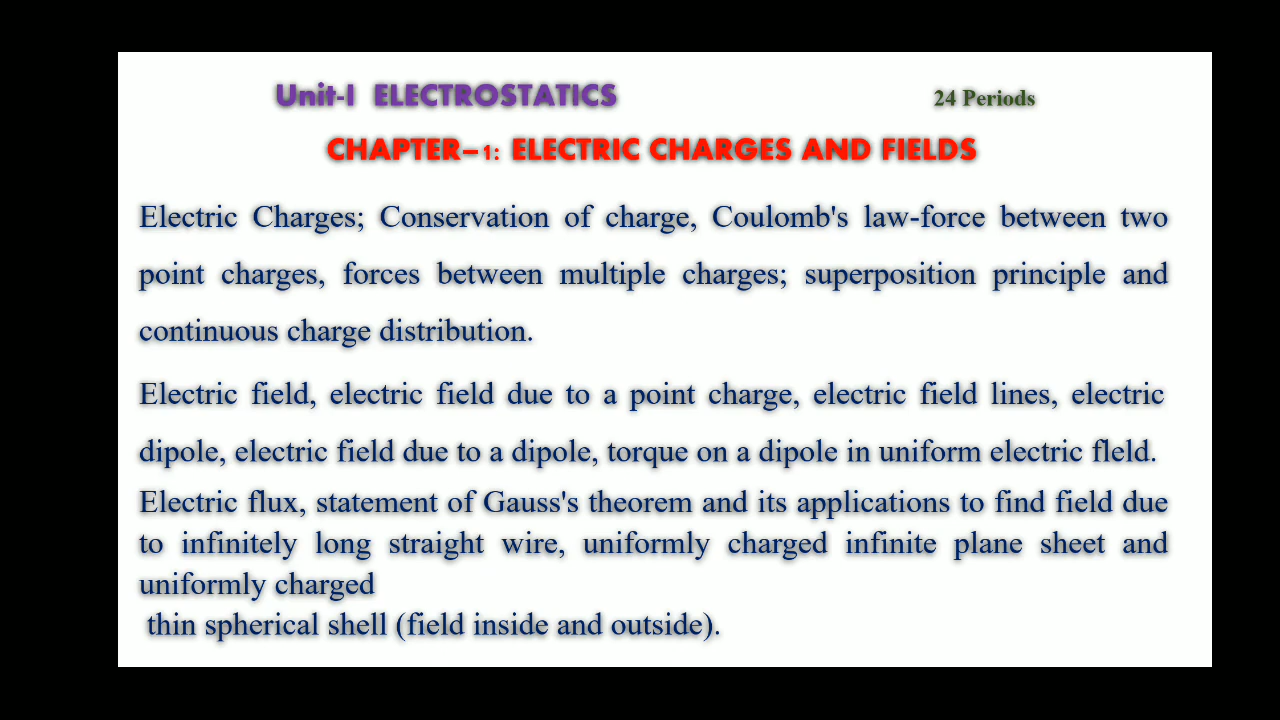 Unit-I ELECTROSTATICS 24 Periods
CHAPTER–1: ELECTRIC CHARGES AND FIELDS
Electric Charges; Conservation of charge, Coulomb's law-force between two
point charges, forces between multiple charges; superposition principle and
continuous charge distribution.
Electric field, electric field due to a point charge, electric field lines, electric
dipole, electric field due to a dipole, torque on a dipole in uniform electric fleld.
Electric flux, statement of Gauss's theorem and its applications to find field due
to infinitely long straight wire, uniformly charged infinite plane sheet and
uniformly charged
thin spherical shell (field inside and outside).